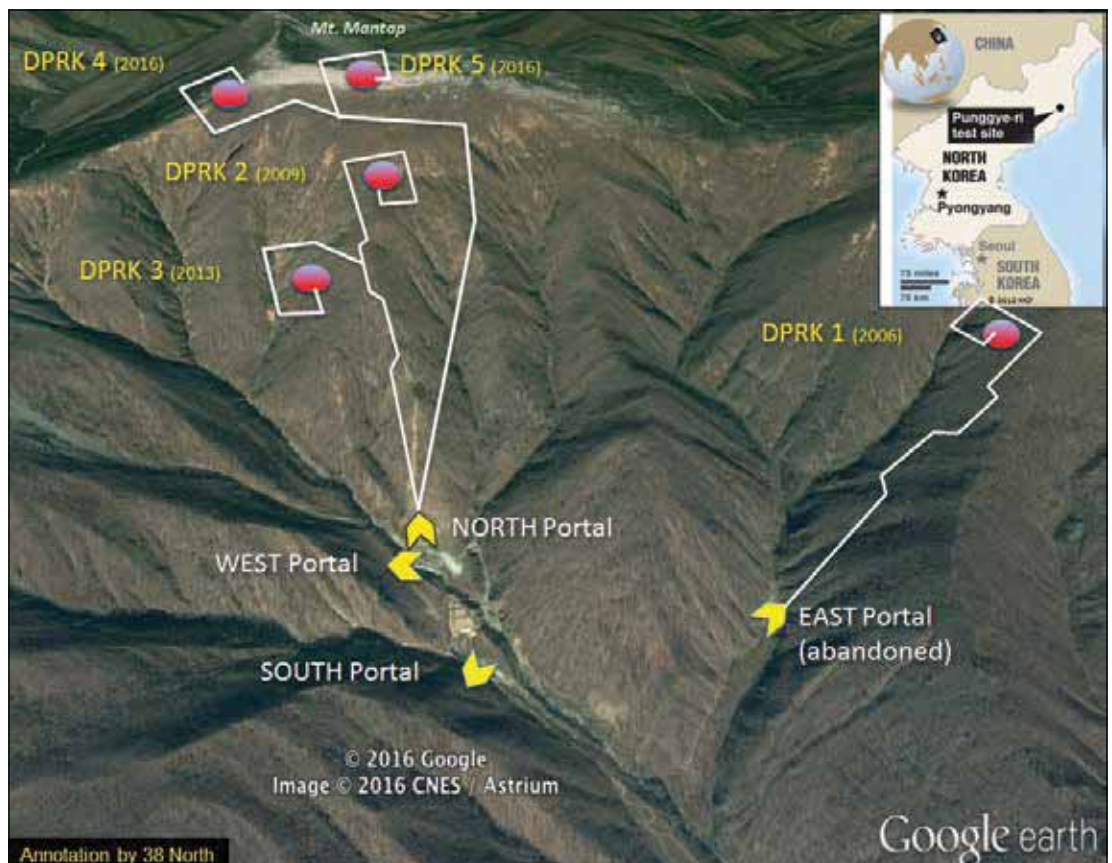 Mt. Mantap
DPRK 4 (2016)
DPRK 5 (2016)
DPRK 2 (2009)
DPRK 3 (2013)
DPRK 1 (2006)
CHINA
Punggye-ri
test site
NORTH
KOREA
Pyongyang
Seoul
SOUTH
KOREA
75 miles
75 km
NORTH Portal
WEST Portal
EAST Portal
(abandoned)
SOUTH Portal
© 2016 Google
Image © 2016 CNES / Astrium
Google earth
Annotation by 38 North